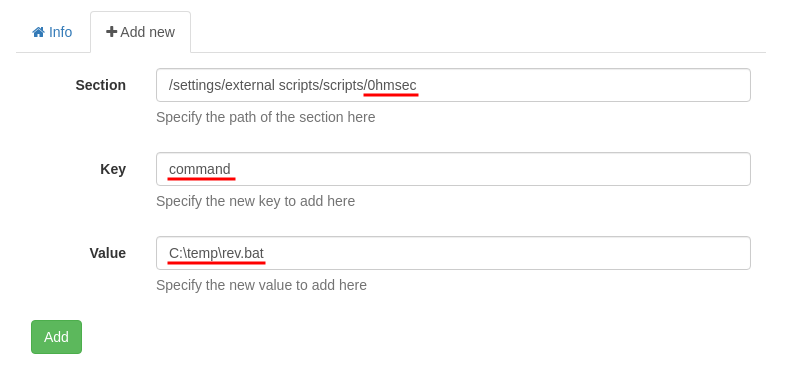 Info
Add new
Section
/settings/external scripts/scripts/0hmsec
Specify the path of the section here
Key
command
Specify the new key to add here
Value
C:\temp\rev.bat
Specify the new value to add here
Add